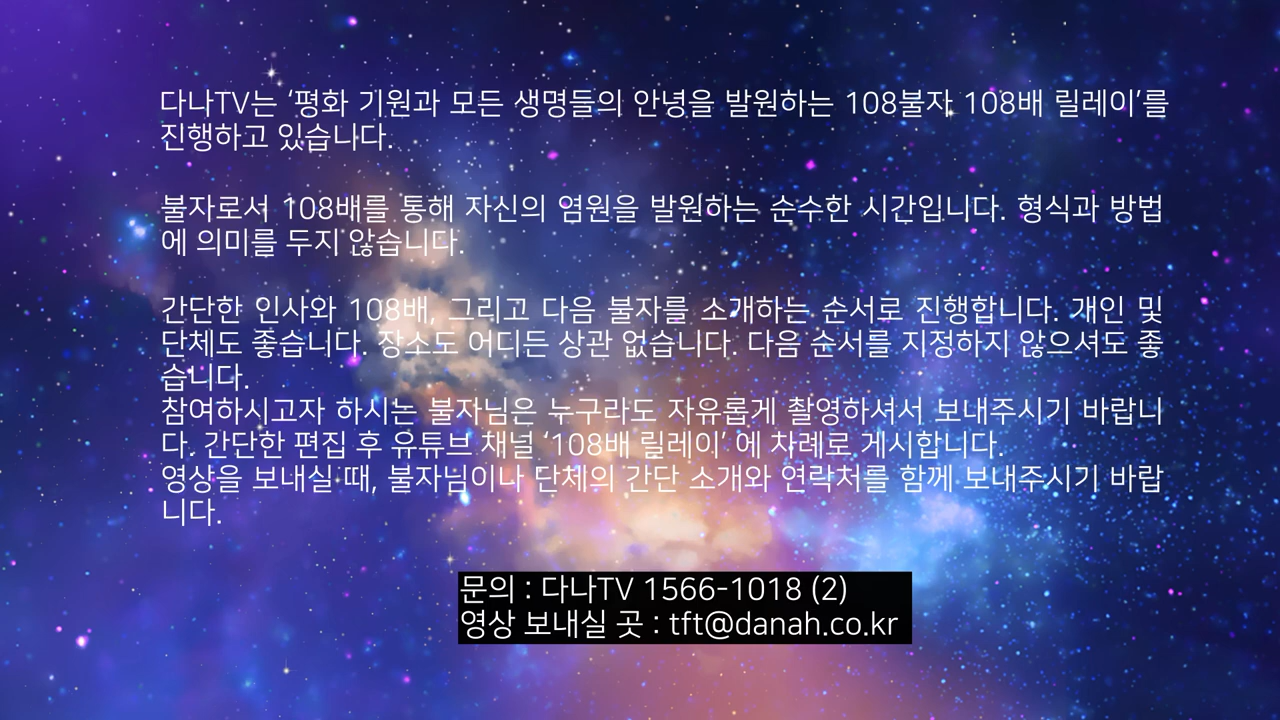 다나TV는 ‘평화 기원과 모든 생명들의 안녕을 발원하는 108불자 108배 릴레이’를
진행하고 있습니다.
불자로서 108배를 통해 자신의 염원을 발원하는 순수한 시간입니다. 형식과 방법
에 의미를 두지 않습니다.
간단한 인사와 108배, 그리고 다음 불자를 소개하는 순서로 진행합니다. 개인 및
단체도 좋습니다. 장소도 어디든 상관 없습니다. 다음 순서를 지정하지 않으셔도 좋
습니다.
참여하시고자 하시는 불자님은 누구라도 자유롭게 촬영하셔서 보내주시기 바랍니
다. 간단한 편집 후 유튜브 채널 ‘108배 릴레이’ 에 차례로 게시합니다.
영상을 보내실 때, 불자님이나 단체의 간단 소개와 연락처를 함께 보내주시기 바랍
니다.
문의 : 다나TV 1566-1018 (2)
영상 보내실 곳 : tft@danah.co.kr